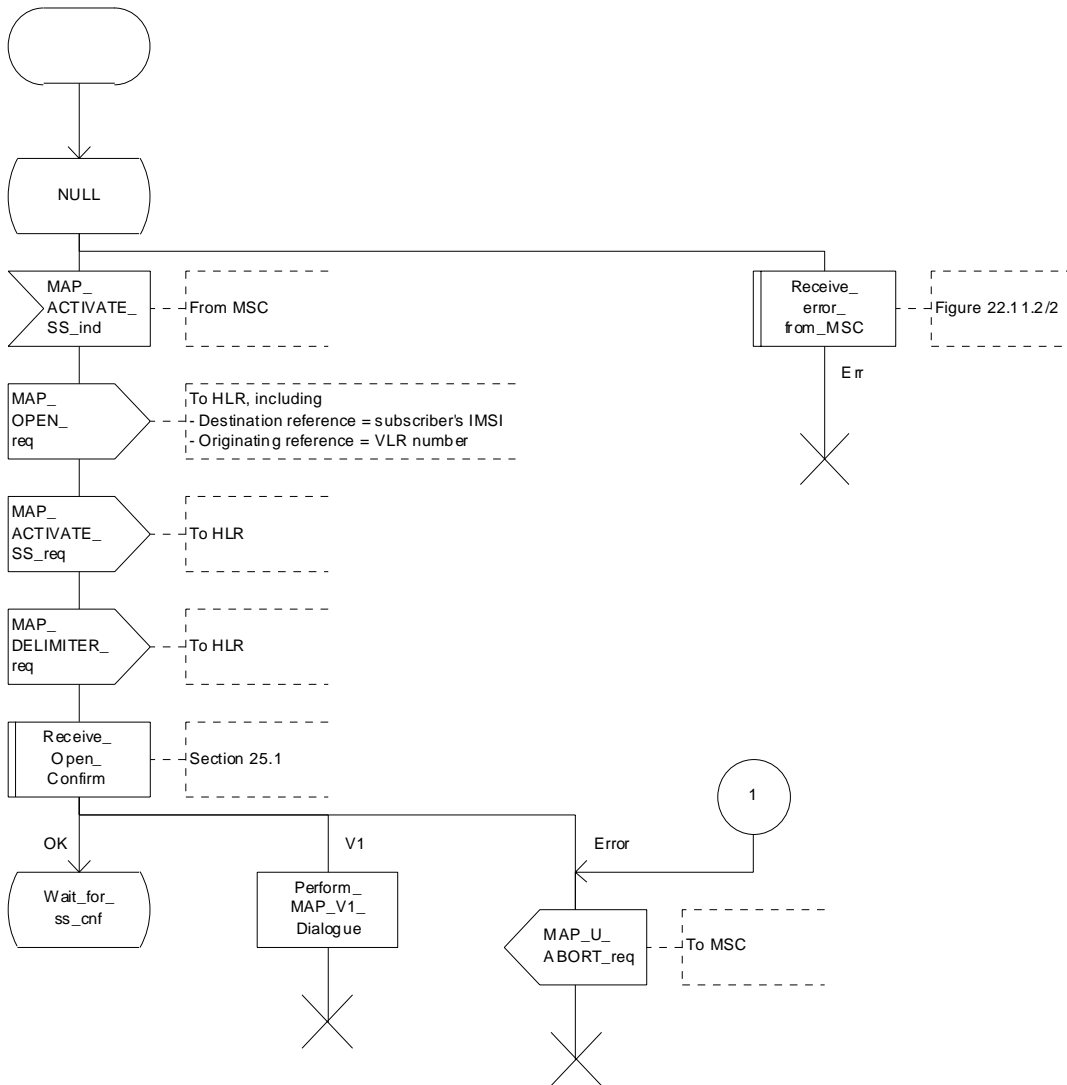 NULL
MAP_
ACTIVATE_
SS_ind
From MSC
Receive_
error_
from_MSC
Figure 22.11.2/2
Err
MAP_
OPEN_
req
To HLR, including
- Destination reference = subscriber's IMSI
- Originating reference = VLR number
MAP_
ACTIVATE_
SS_req
To HLR
MAP_
DELIMITER_
req
To HLR
Receive_
Open_
Confirm
Section 25.1
1
OK
V1
Error
Wait_for_
ss_cnf
Perform_
MAP_V1_
Dialogue
MAP_U_
ABORT_req
To MSC